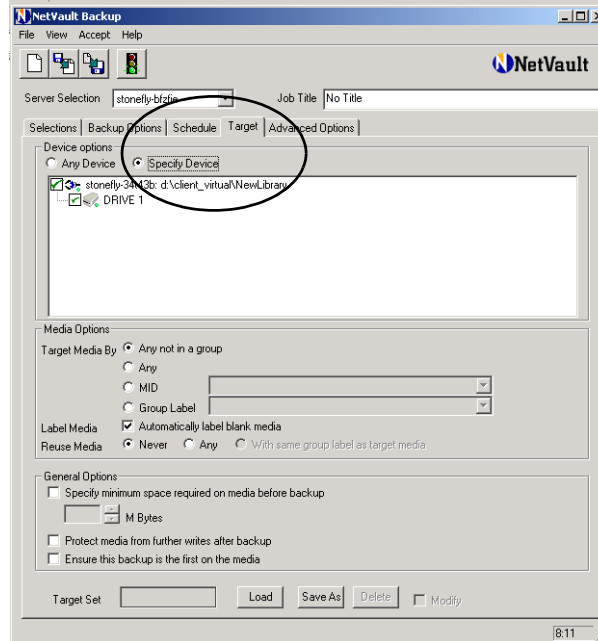 NetVault Backup
File View Accept Help
NetVault
Server Selection stonefly-bfzfie Job Title No Title
Selections Backup Options Schedule Target Advanced Options
Device options
Any Device Specify Device
d:\client_virtual\NewLibrary
DRIVE 1
Media Options
Target Media By Any not in a group
Any
MID
Group Label
Label Media Automatically label blank media
Reuse Media Never Any With same group label as target media
General Options
Specify minimum space required on media before backup
M Bytes
Protect media from further writes after backup
Ensure this backup is the first on the media
Target Set Load Save As Delete Modify
8:11